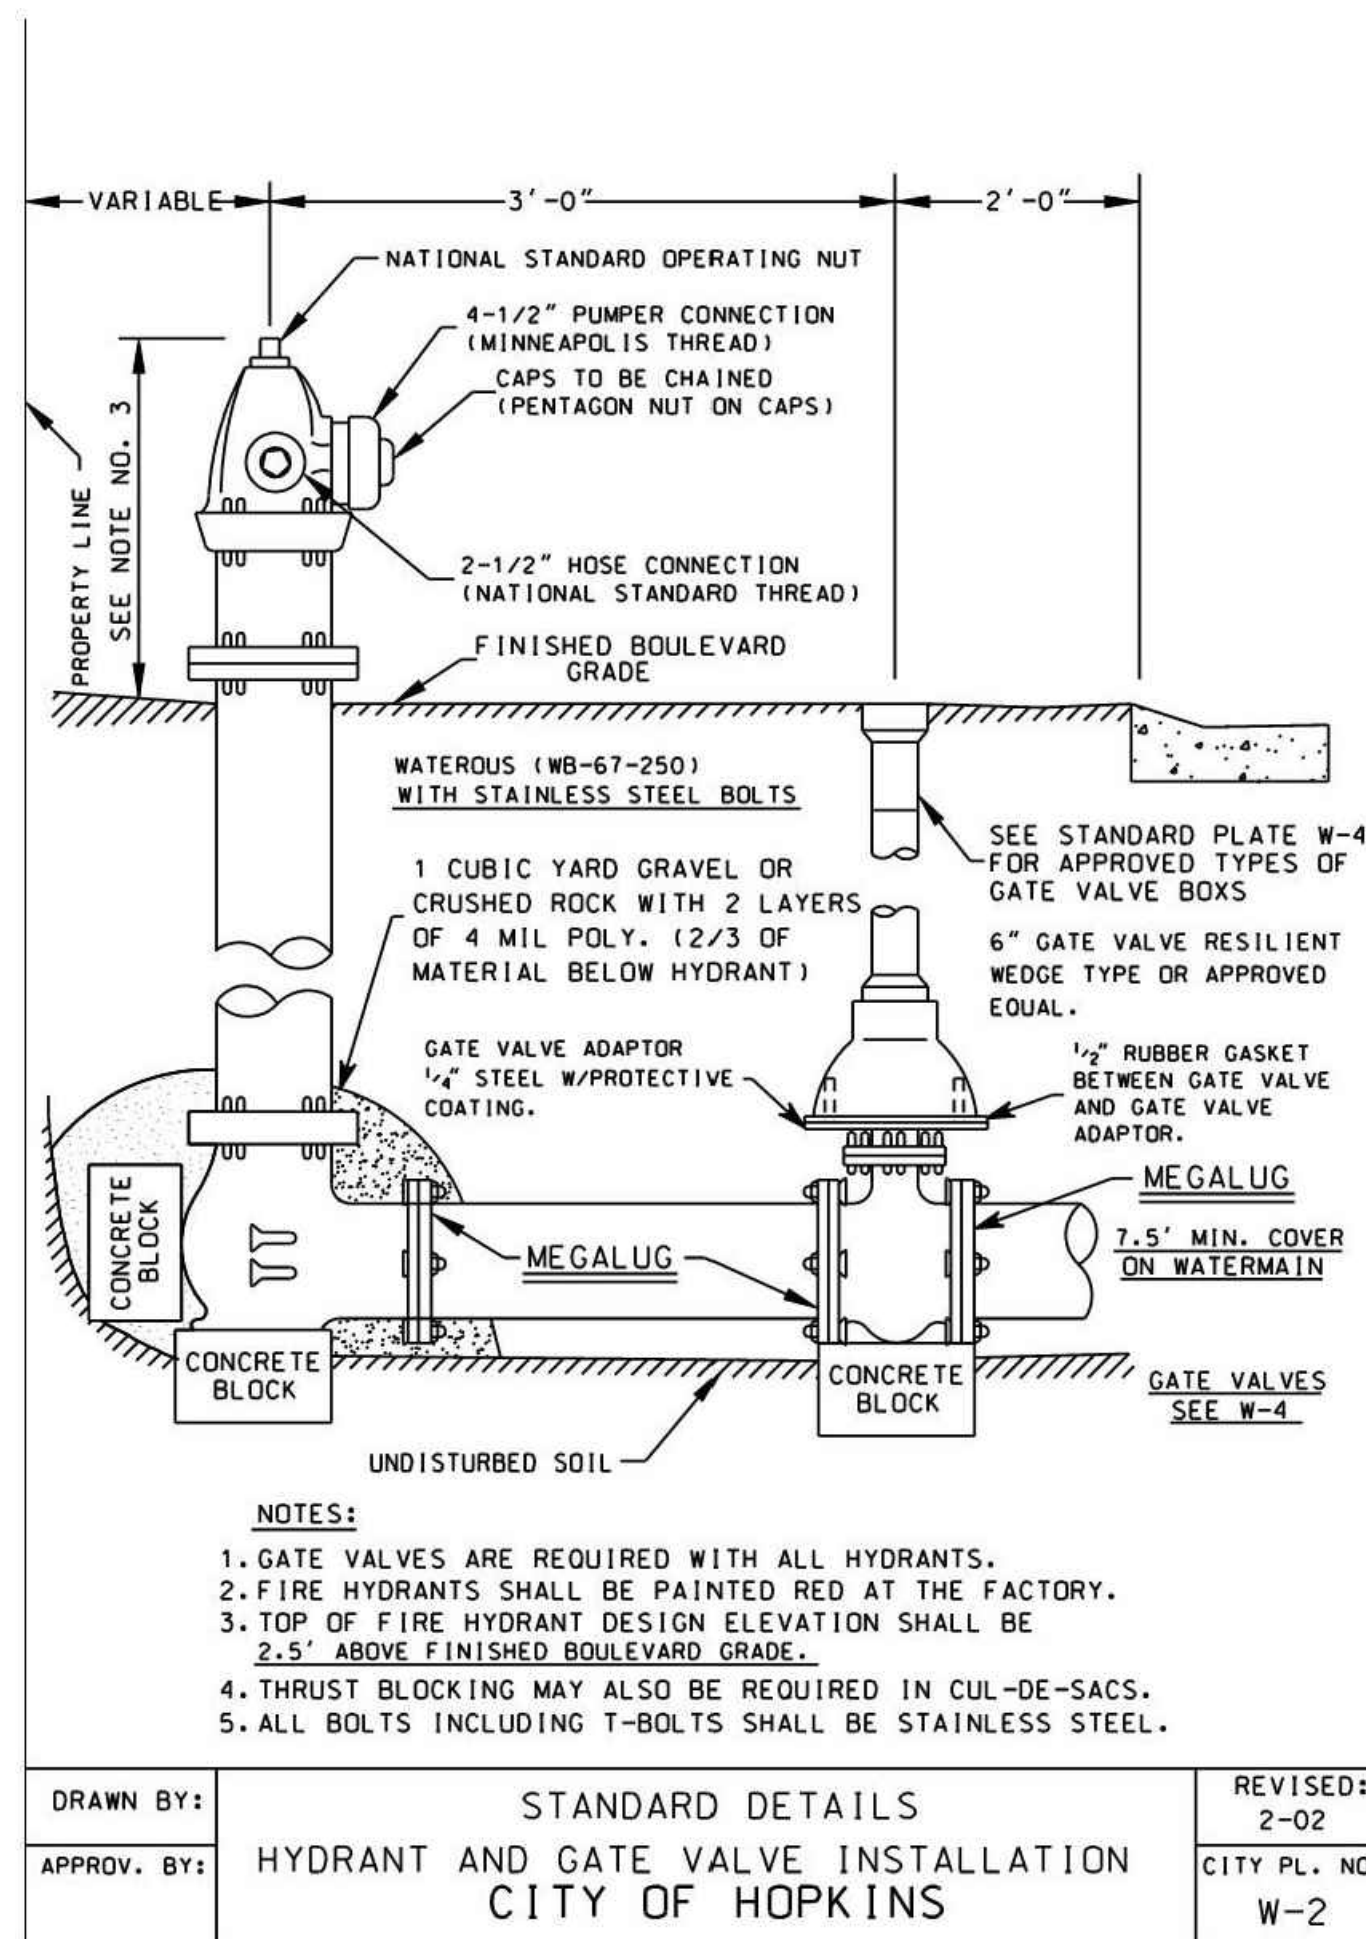 VARIABLE
3'-0"
2'-0"
NATIONAL STANDARD OPERATING NUT
4-1/2" PUMPER CONNECTION
(MINNEAPOLIS THREAD)
CAPS TO BE CHAINED
(PENTAGON NUT ON CAPS)
PROPERTY LINE
SEE NOTE NO. 3
2-1/2" HOSE CONNECTION
(NATIONAL STANDARD THREAD)
FINISHED BOULEVARD
GRADE
WATEROUS (WB-67-250)
WITH STAINLESS STEEL BOLTS
SEE STANDARD PLATE W-4
FOR APPROVED TYPES OF
GATE VALVE BOXS
1 CUBIC YARD GRAVEL OR
CRUSHED ROCK WITH 2 LAYERS
OF 4 MIL POLY. (2/3 OF
MATERIAL BELOW HYDRANT)
6" GATE VALVE RESILIENT
WEDGE TYPE OR APPROVED
EQUAL.
GATE VALVE ADAPTOR
1/4" STEEL W/PROTECTIVE
COATING.
1/2" RUBBER GASKET
BETWEEN GATE VALVE
AND GATE VALVE
ADAPTOR.
MEGALUG
CONCRETE
BLOCK
MEGALUG
7.5' MIN. COVER
ON WATERMAIN
CONCRETE
BLOCK
CONCRETE
BLOCK
GATE VALVES
SEE W-4
UNDISTURBED SOIL
NOTES:
1. GATE VALVES ARE REQUIRED WITH ALL HYDRANTS.
2. FIRE HYDRANTS SHALL BE PAINTED RED AT THE FACTORY.
3. TOP OF FIRE HYDRANT DESIGN ELEVATION SHALL BE
2.5' ABOVE FINISHED BOULEVARD GRADE.
4. THRUST BLOCKING MAY ALSO BE REQUIRED IN CUL-DE-SACS.
5. ALL BOLTS INCLUDING T-BOLTS SHALL BE STAINLESS STEEL.
DRAWN BY:
APPROV. BY:
STANDARD DETAILS
HYDRANT AND GATE VALVE INSTALLATION
CITY OF HOPKINS
REVISED:
2-02
CITY PL. NO
W-2